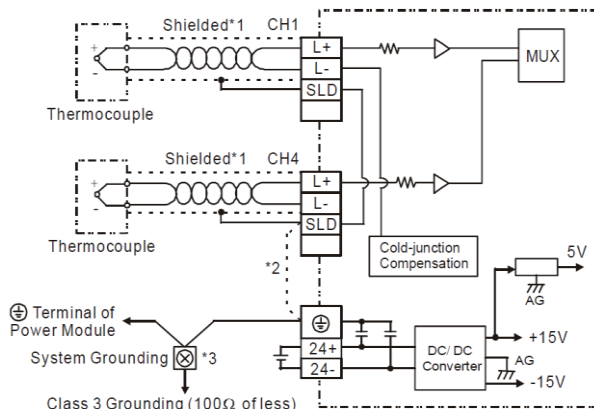 Shielded*1 CH1
+
-
L+
L-
SLD
MUX
Thermocouple
Shielded*1 CH4
+
-
L+
L-
SLD
Thermocouple
*2
Cold-junction
Compensation
5V
AG
Terminal of
Power Module
System Grounding *3
24+
24-
DC/ DC
Converter
+15V
AG
-15V
Class 3 Grounding (100Ω of less)